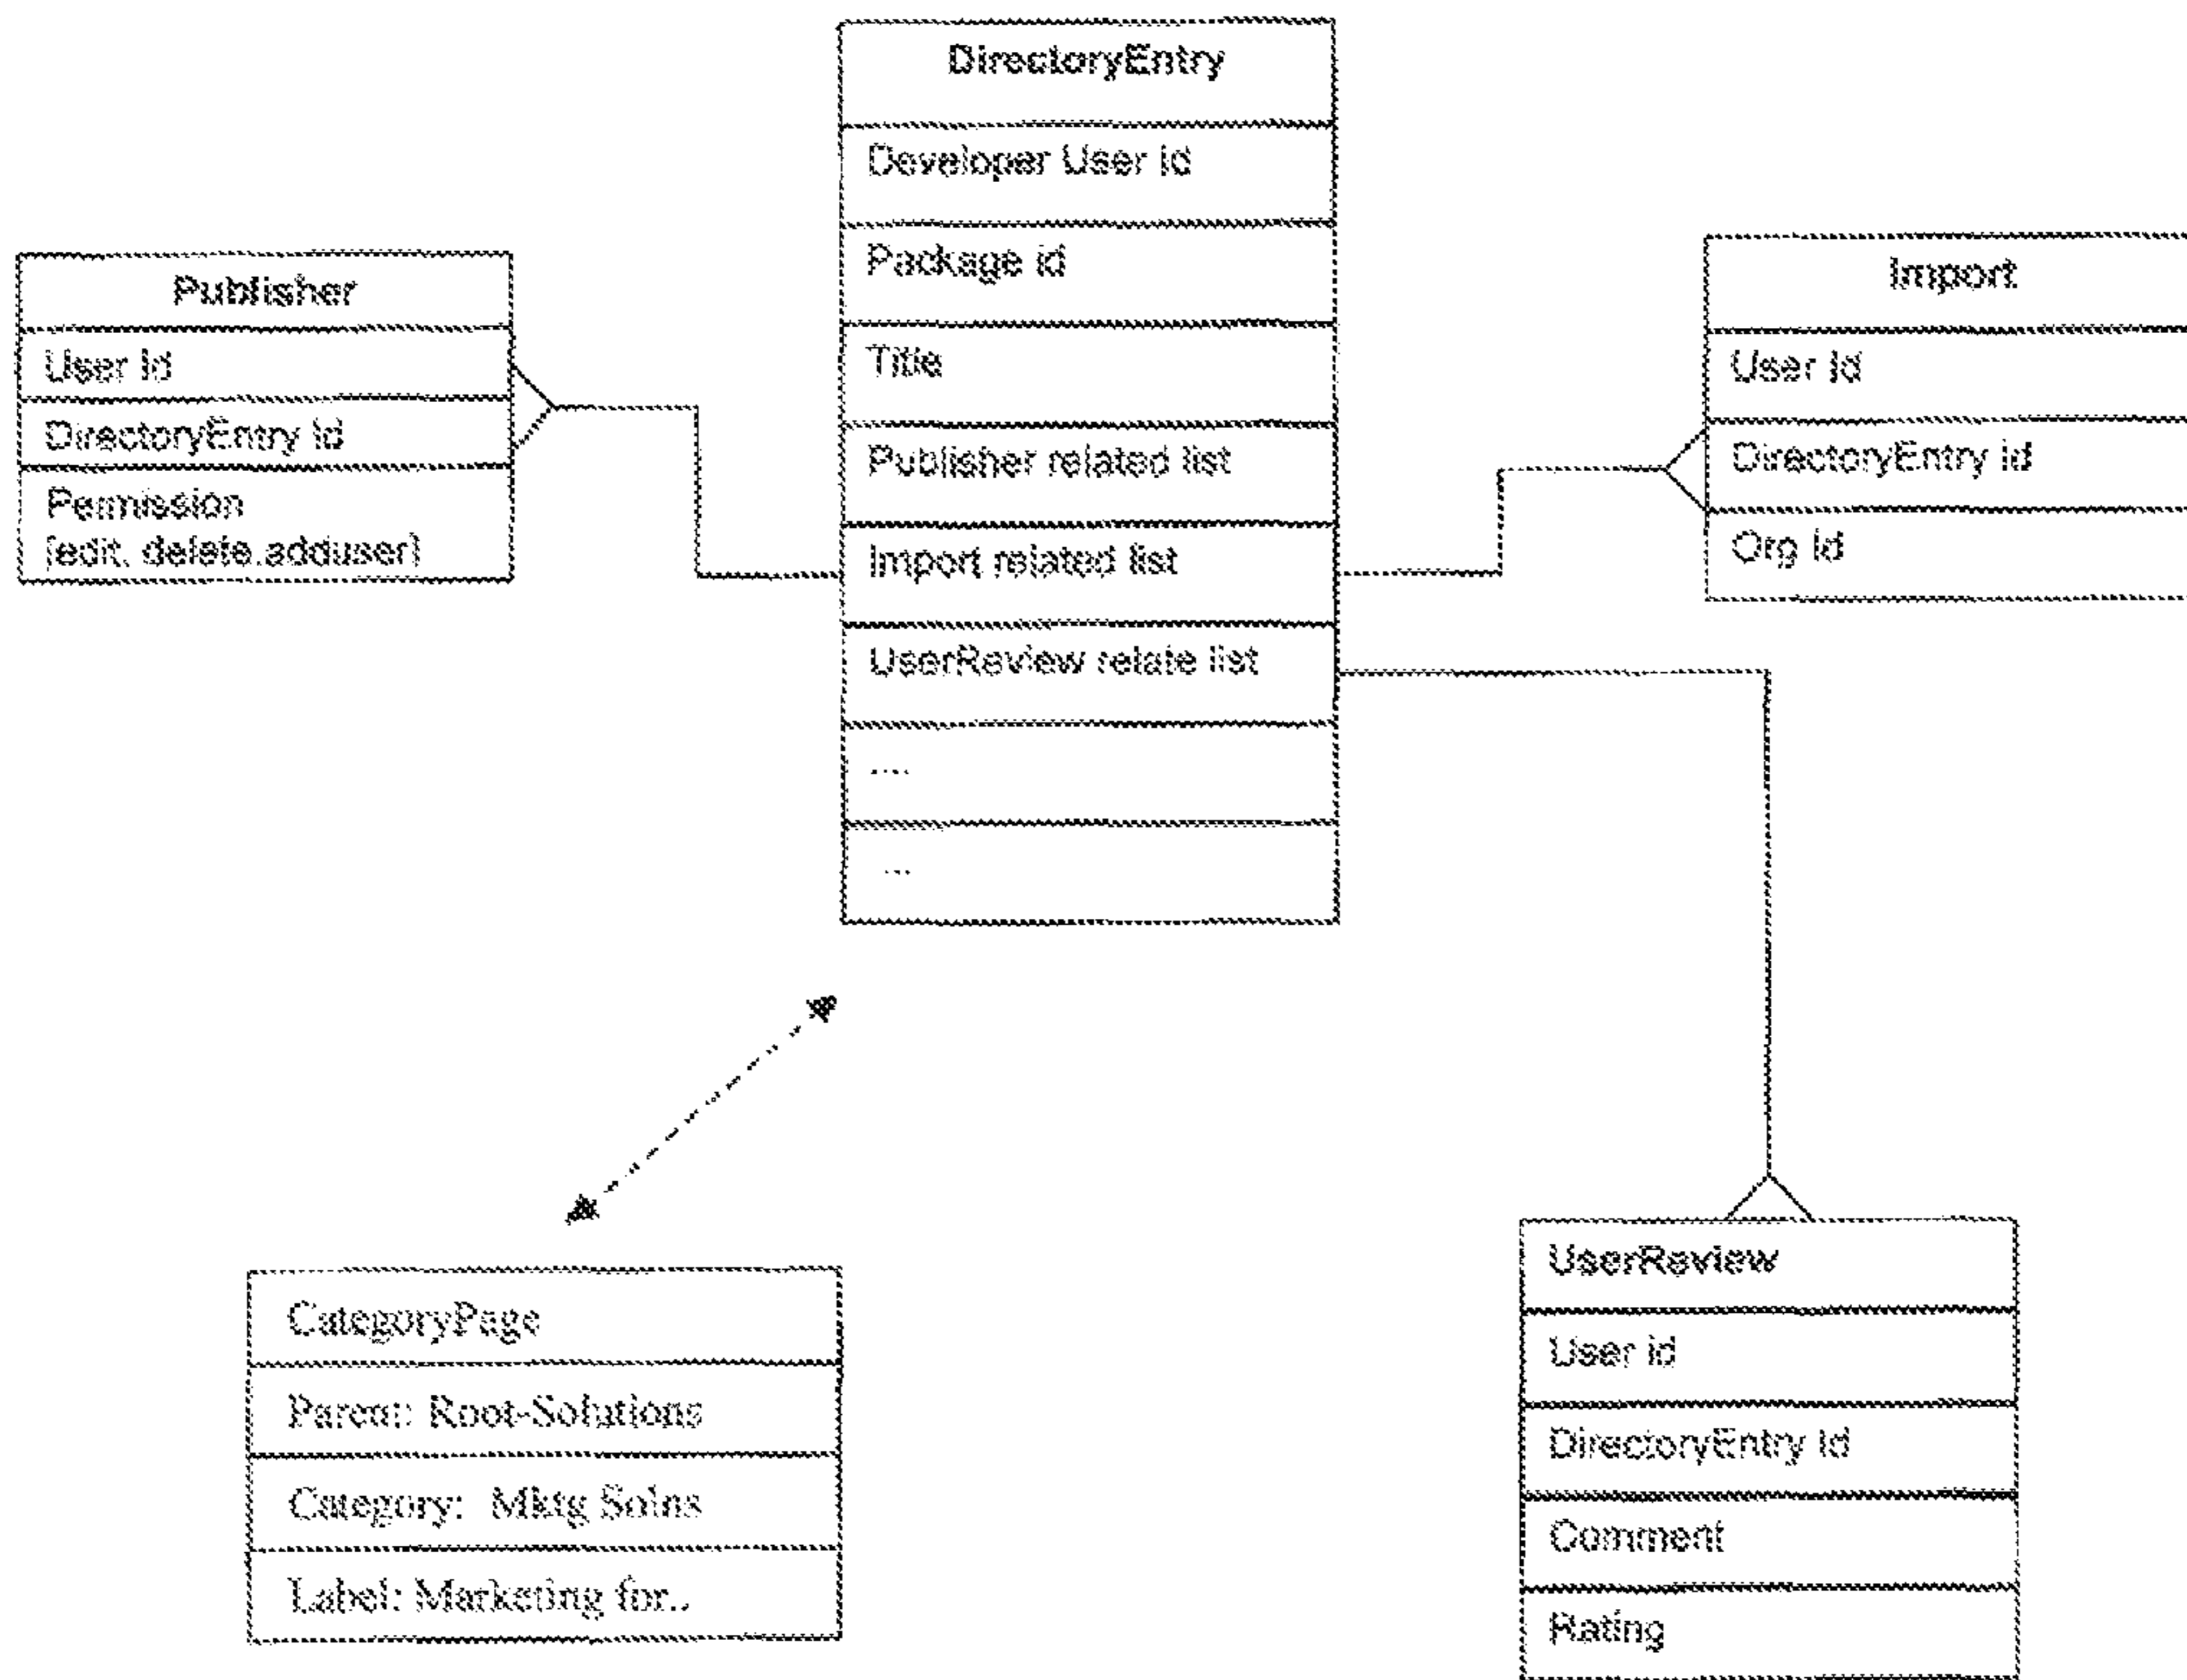 DirectoryEntry
Developer User id
Package id
Title
Publisher related list
Import related list
UserReview relate list
....
...
Publisher
User id
DirectoryEntry id
Permission
[edit, delete.adduser]
Import
User id
DirectoryEntry id
Org id
CategoryPage
Parent: Root-Solutions
Category: Mktg Solns
Label: Marketing for..
UserReview
User id
DirectoryEntry id
Comment
Rating